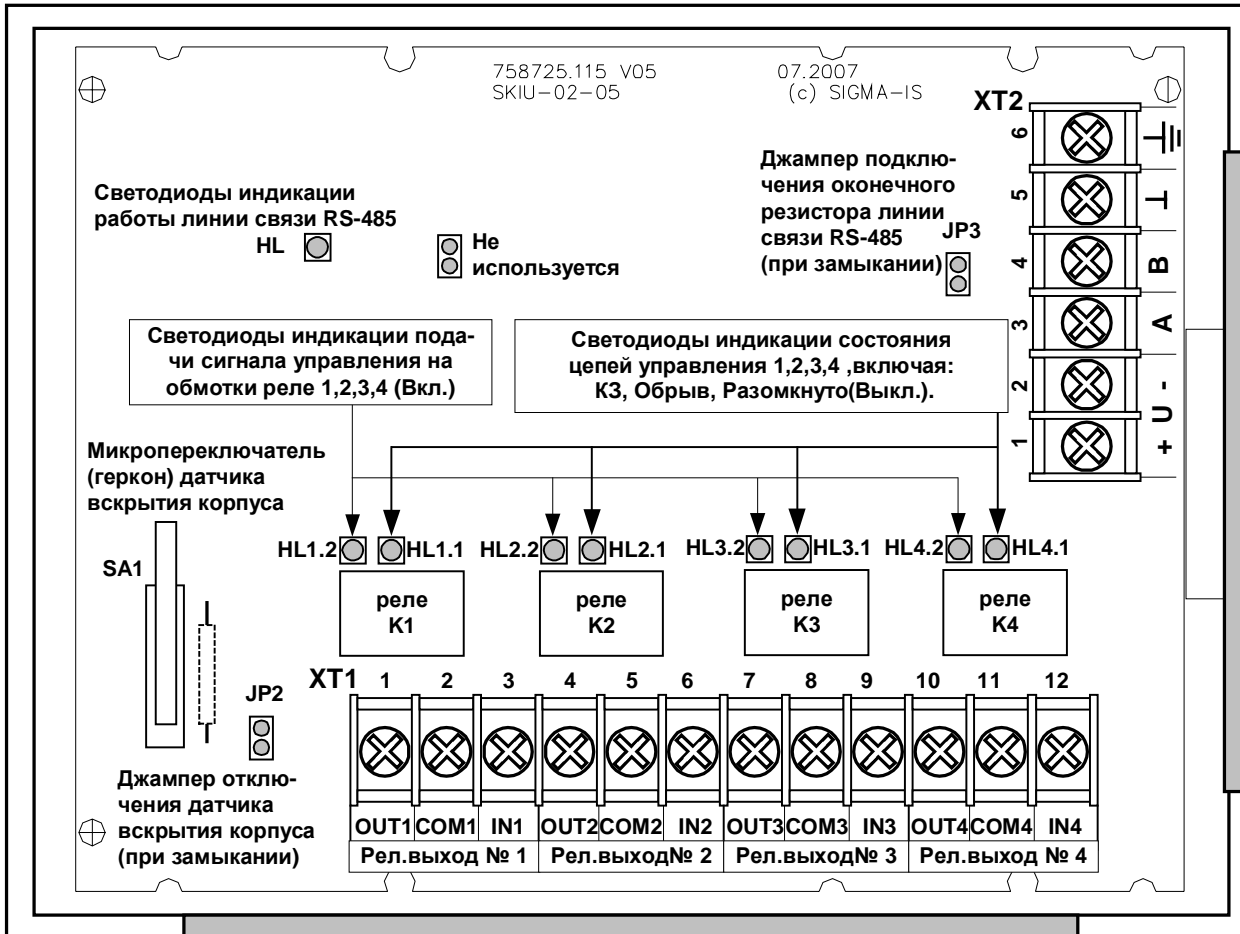 758725.115 V05
SKIU-02-05
07.2007
(c) SIGMA-IS
XT2
6
5
4
3
2
1
B
A
+ U -
Джампер подклю-
чения оконечного
резистора линии
связи RS-485
(при замыкании)
JP3
Светодиоды индикации
работы линии связи RS-485
HL
Не
используется
Светодиоды индикации пода-
чи сигнала управления на
обмотки реле 1,2,3,4 (Вкл.)
Светодиоды индикации состояния
цепей управления 1,2,3,4 ,включая:
КЗ, Обрыв, Разомкнуто(Выкл.).
Микропереключатель
(геркон) датчика
вскрытия корпуса
SA1
HL1.2 HL1.1 HL2.2 HL2.1 HL3.2 HL3.1 HL4.2 HL4.1
реле
К1
реле
К2
реле
К3
реле
К4
JP2
Джампер отклю-
чения датчика
вскрытия корпуса
(при замыкании)
XT1 1 2 3 4 5 6 7 8 9 10 11 12
OUT1 COM1 IN1 OUT2 COM2 IN2 OUT3 COM3 IN3 OUT4 COM4 IN4
Рел.выход № 1 Рел.выход№ 2 Рел.выход№ 3 Рел.выход № 4